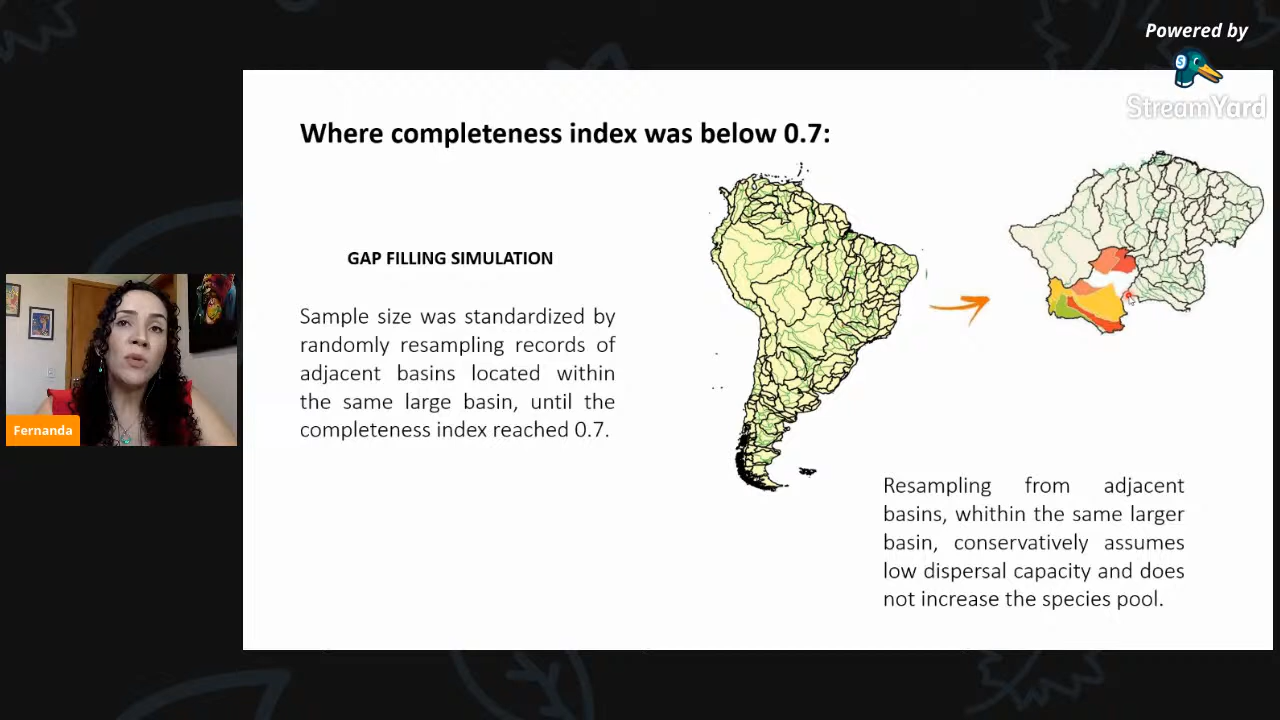 Powered by
StreamYard
Where completeness index was below 0.7:
GAP FILLING SIMULATION
Sample size was standardized by
randomly resampling records of
adjacent basins located within
the same large basin, until the
completeness index reached 0.7.
Fernanda
Resampling from adjacent
basins, whithin the same larger
basin, conservatively assumes
low dispersal capacity and does
not increase the species pool.